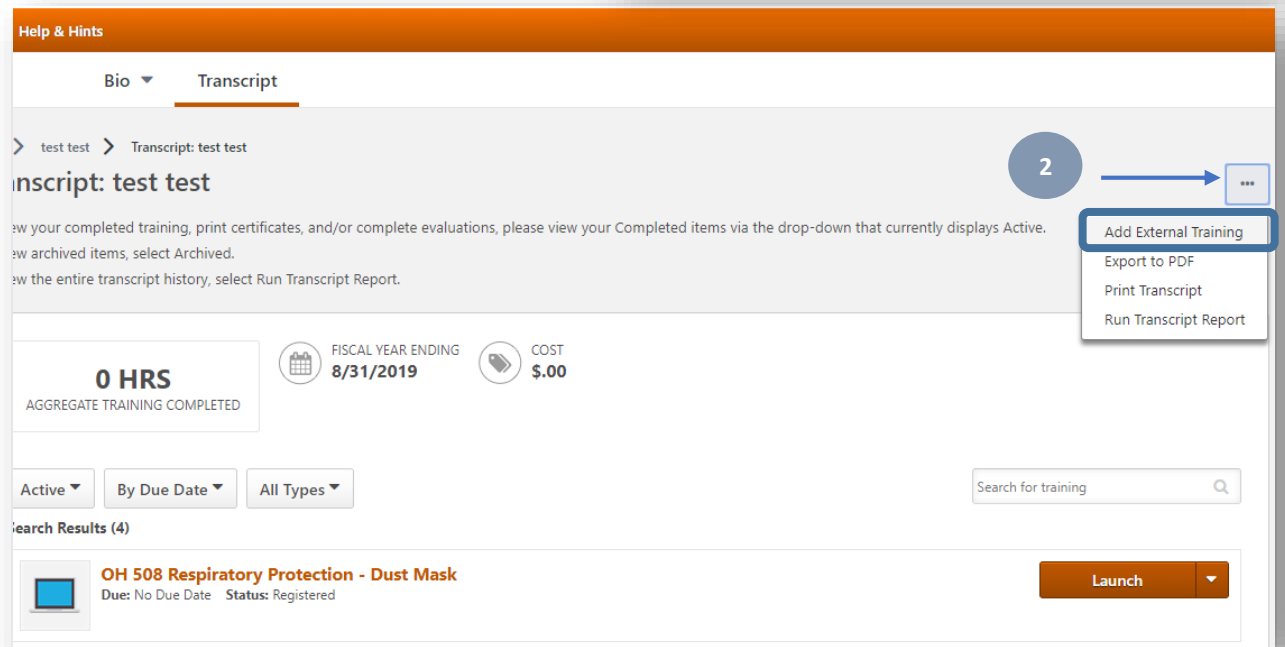 Help & Hints
Bio Transcript
test test Transcript: test test
2
nscript: test test
...
ew your completed training, print certificates, and/or complete evaluations, please view your Completed items via the drop-down that currently displays Active.
ew archived items, select Archived.
ew the entire transcript history, select Run Transcript Report.
Add External Training
Export to PDF
Print Transcript
Run Transcript Report
0 HRS
AGGREGATE TRAINING COMPLETED
FISCAL YEAR ENDING
8/31/2019
COST
$.00
Active By Due Date All Types
Search for training
earch Results (4)
OH 508 Respiratory Protection - Dust Mask
Due: No Due Date Status: Registered
Launch